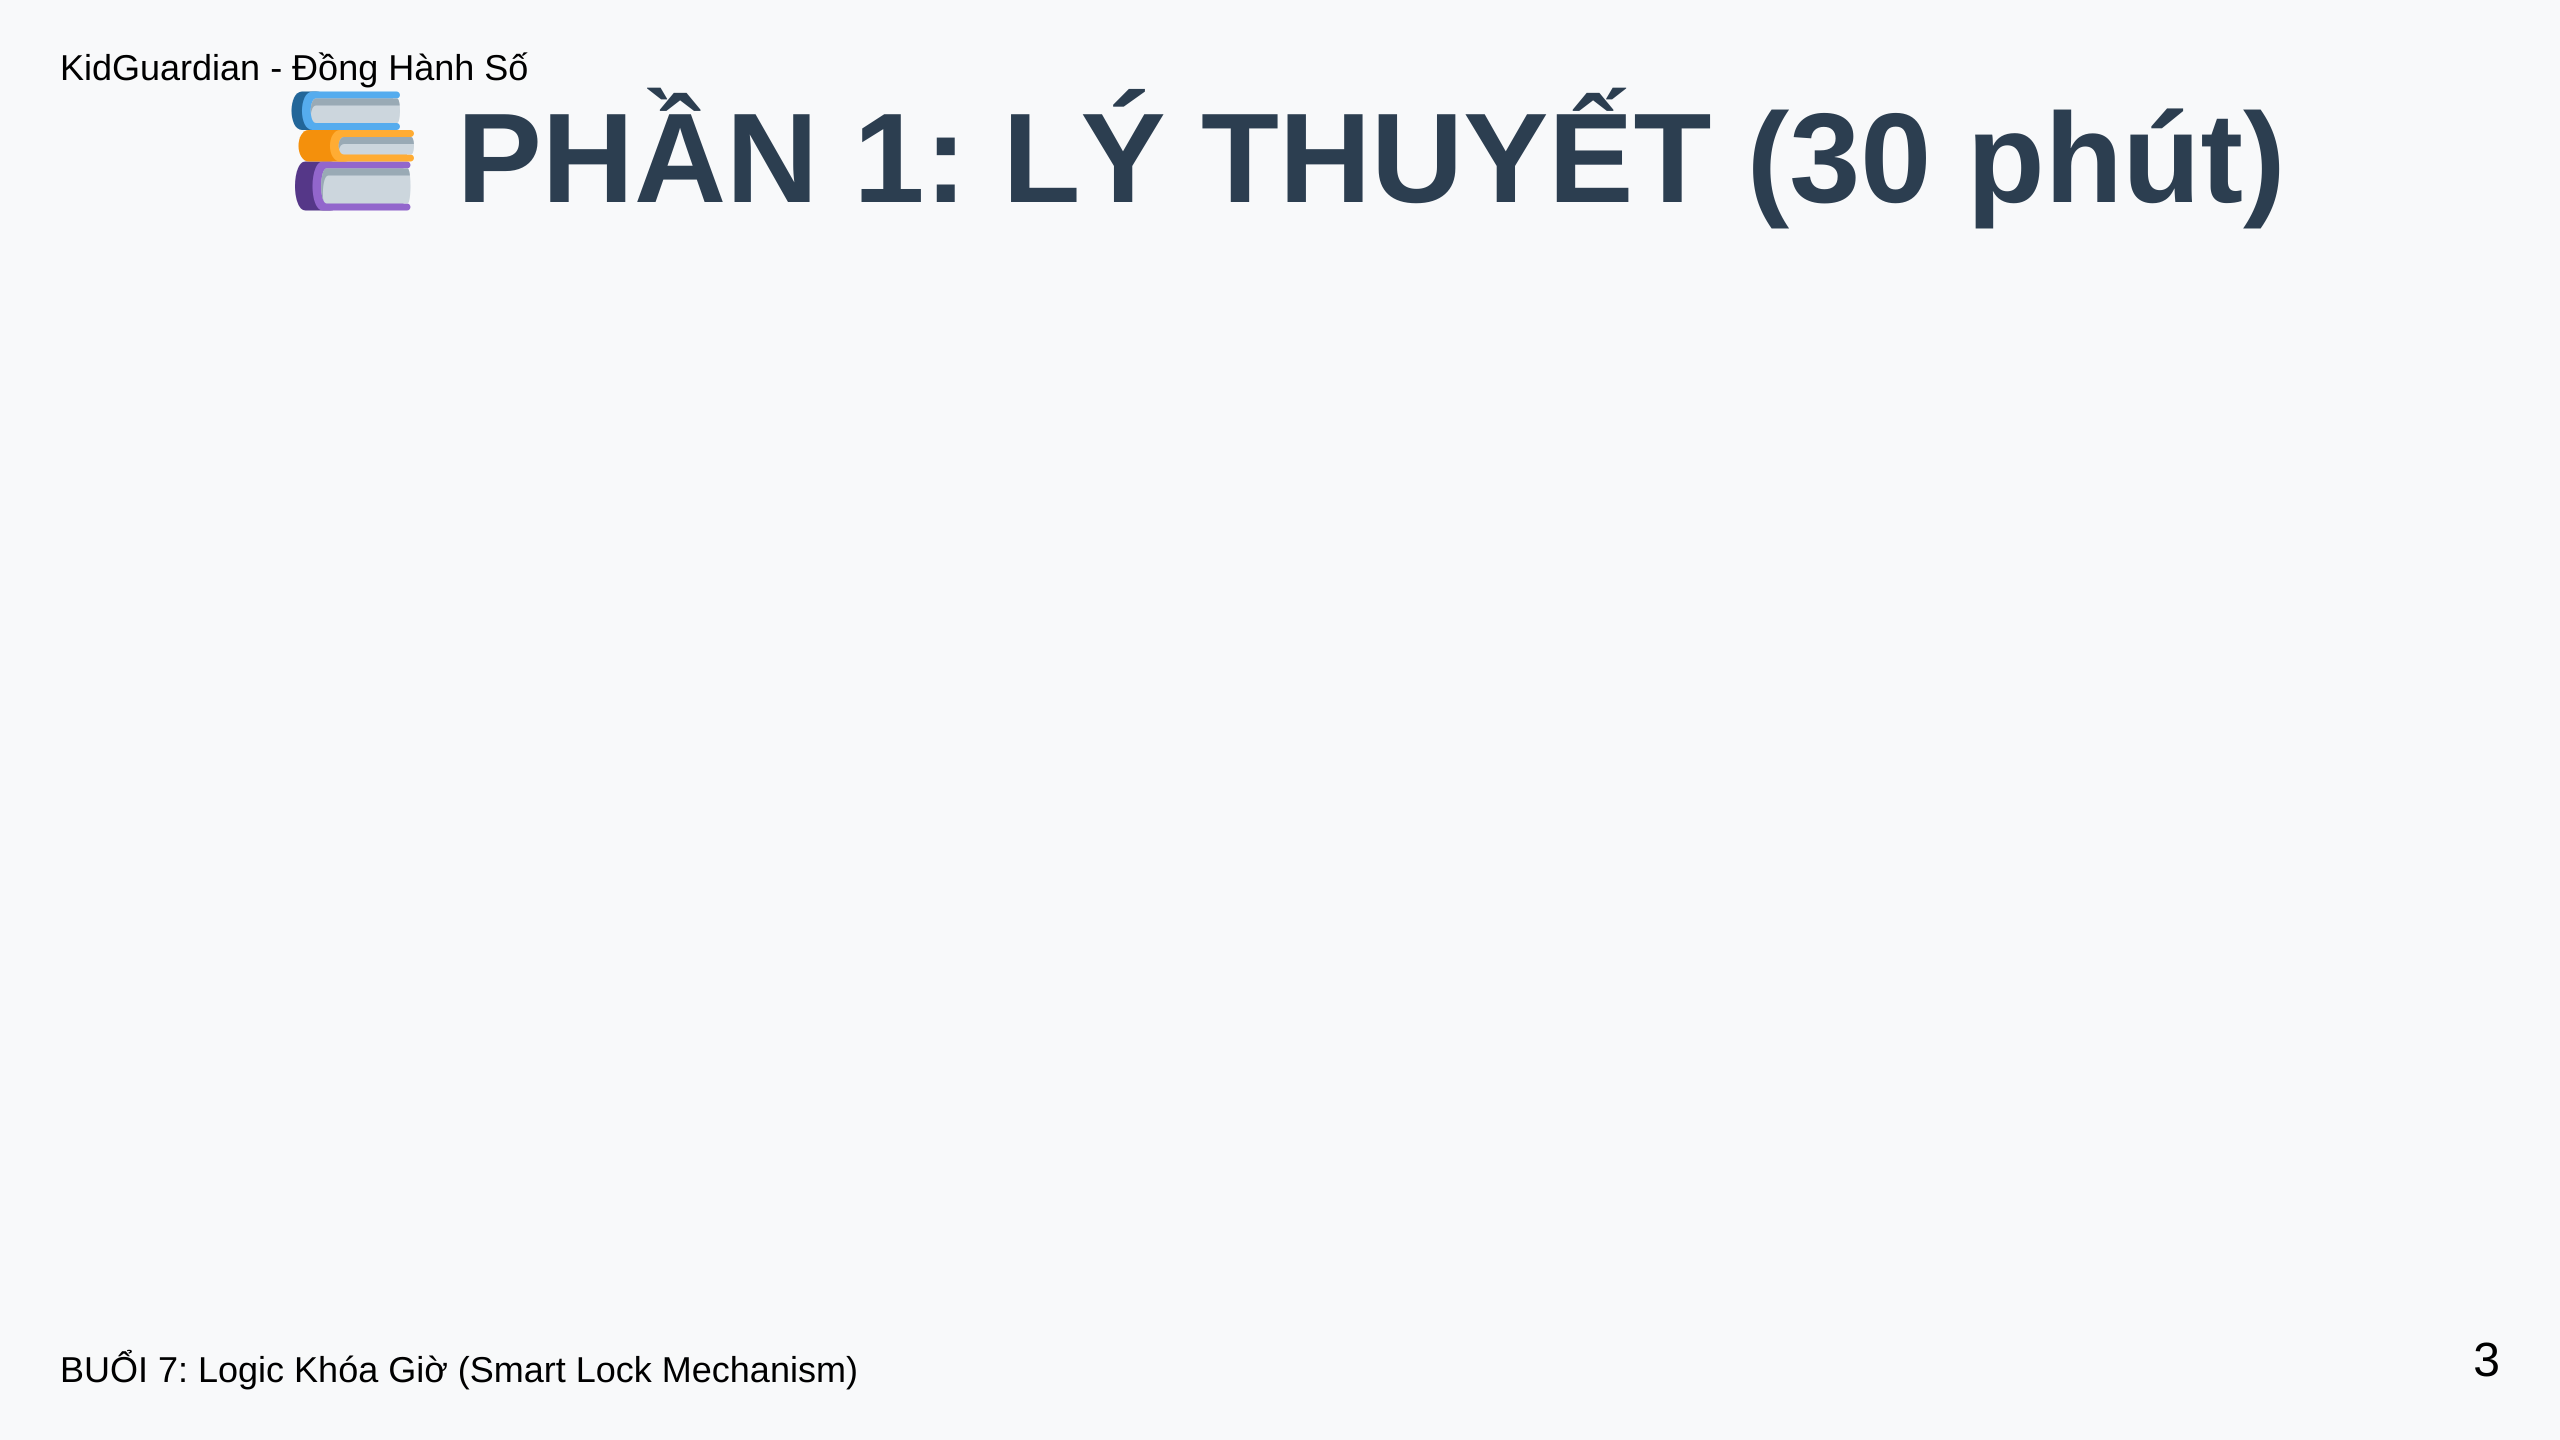 KidGuardian - Đồng Hành Số
PHẦN 1: LÝ THUYẾT (30 phút)
BUỔI 7: Logic Khóa Giờ (Smart Lock Mechanism)
3